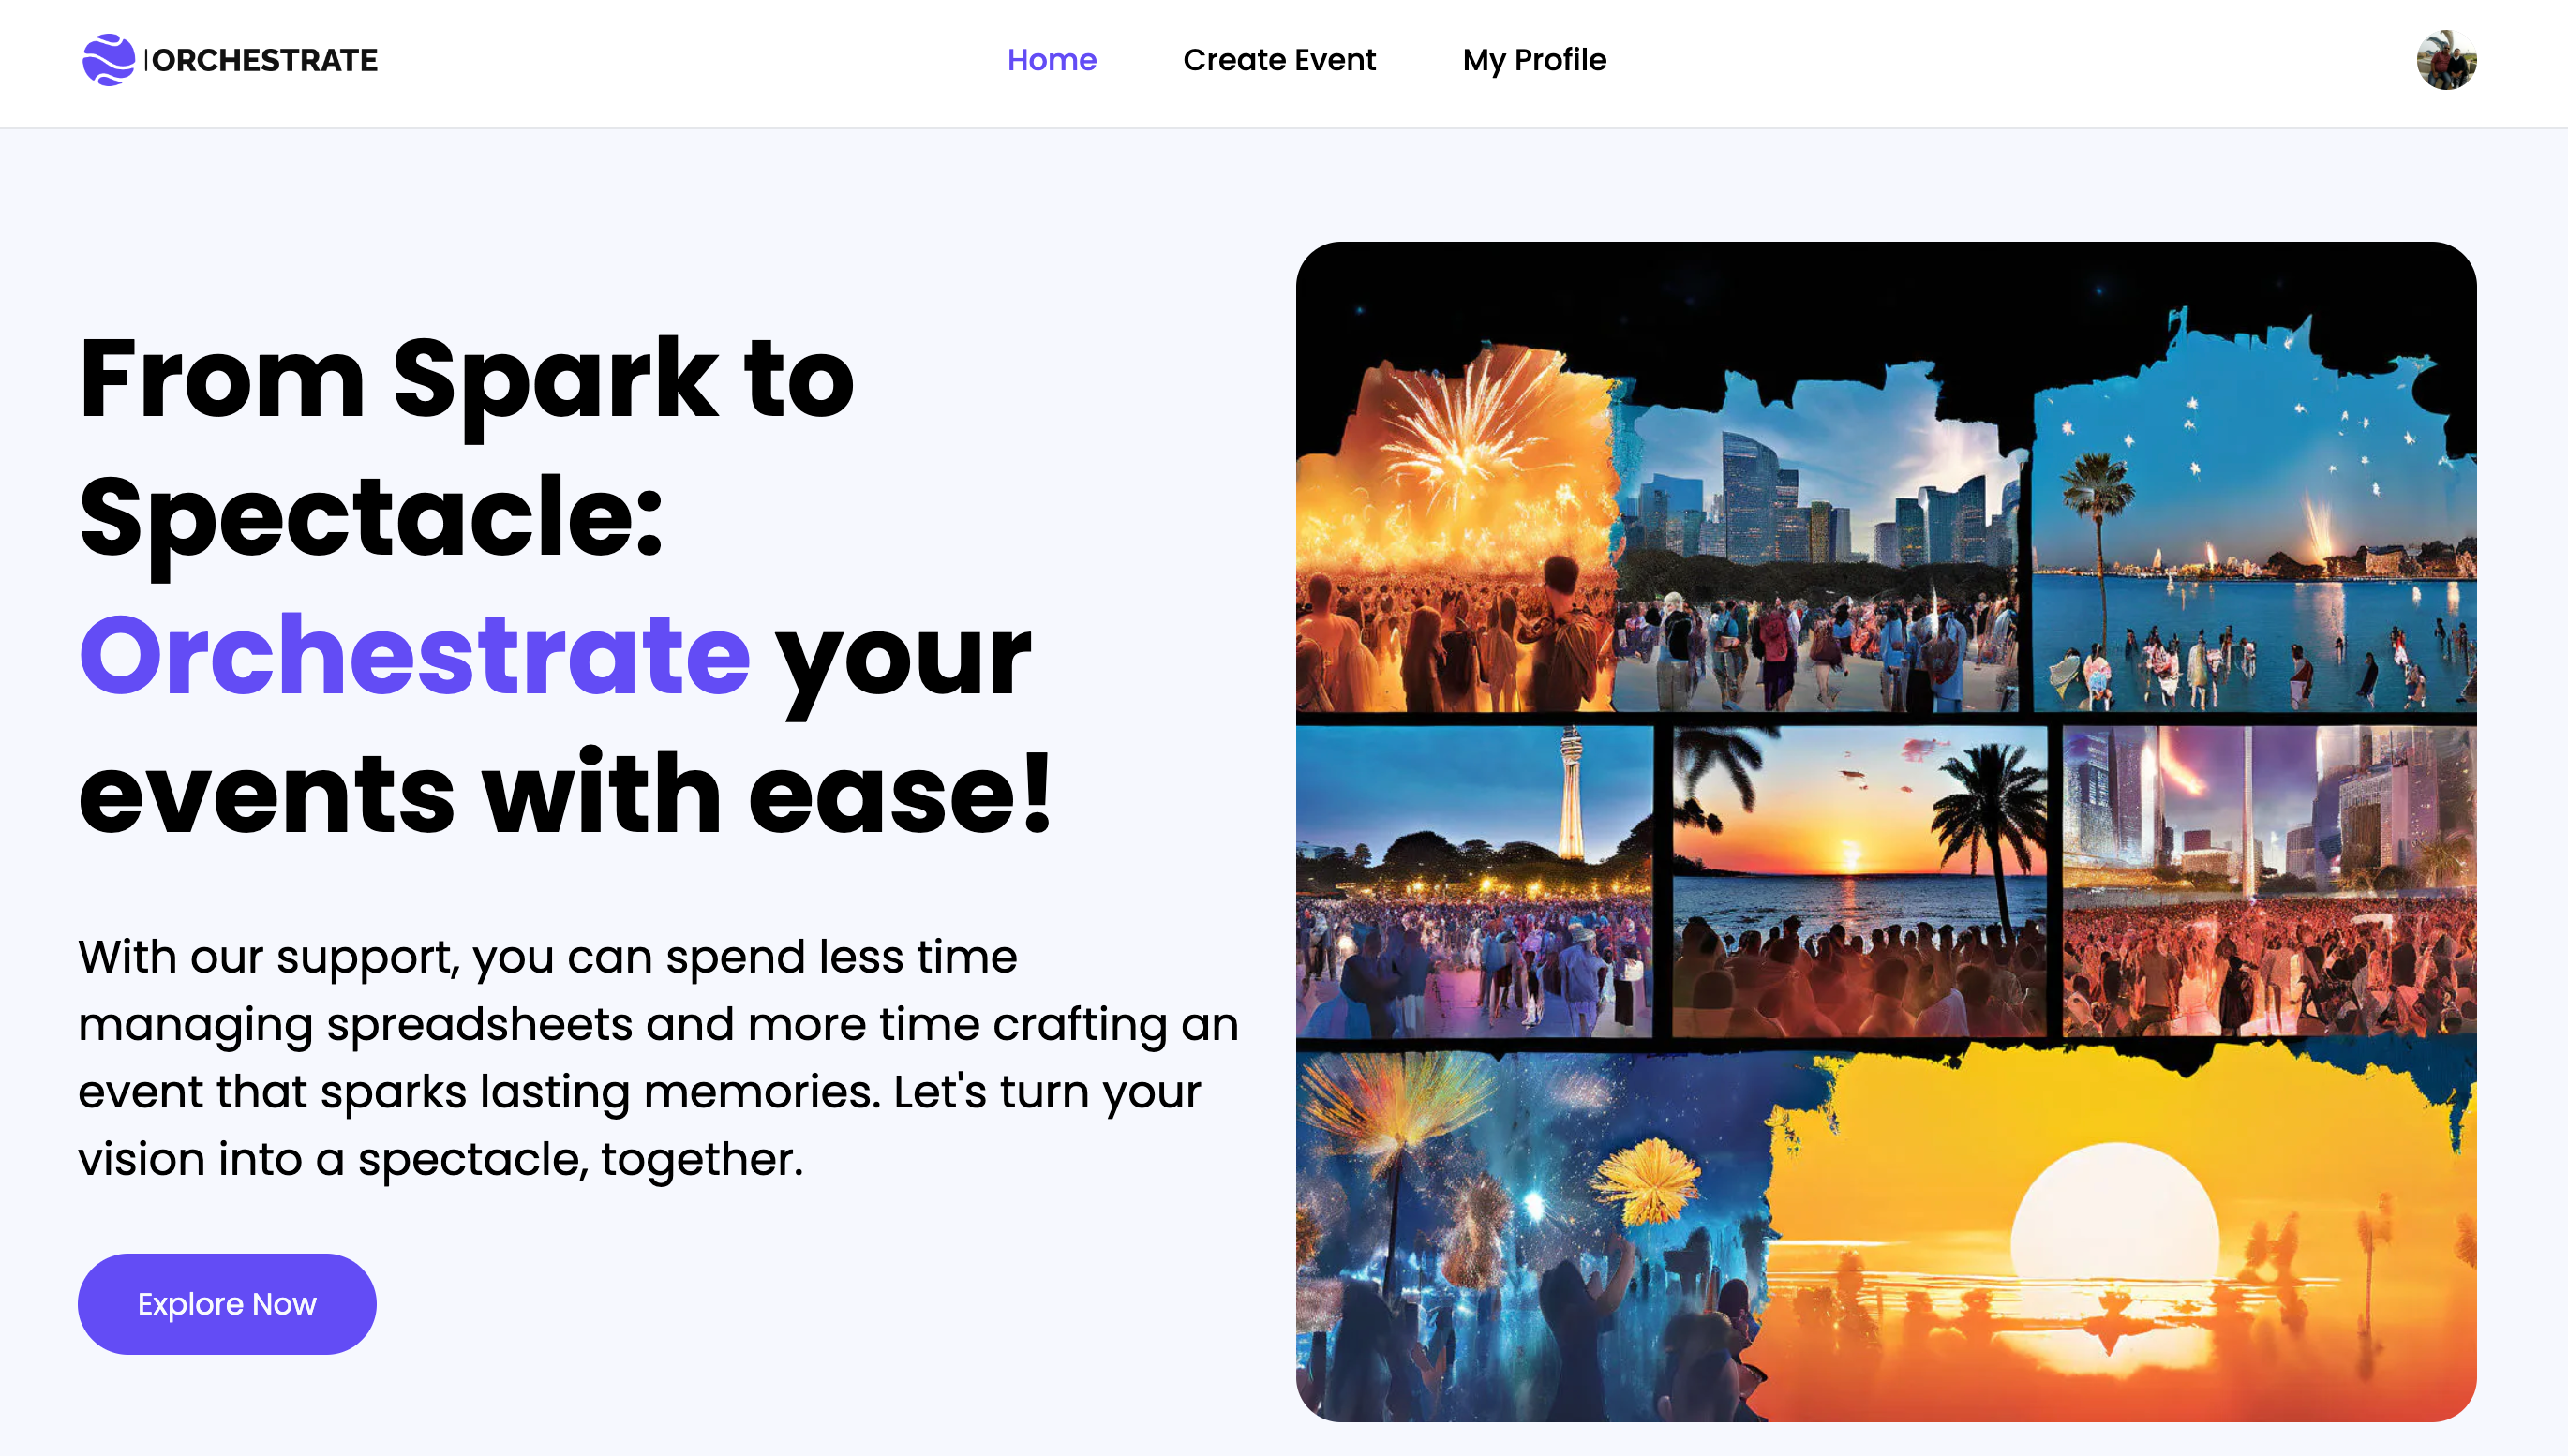 ORCHESTRATE
Home
Create Event
My Profile
From Spark to
Spectacle:
Orchestrate your
events with ease!
With our support, you can spend less time
managing spreadsheets and more time crafting an
event that sparks lasting memories. Let's turn your
vision into a spectacle, together.
Explore Now